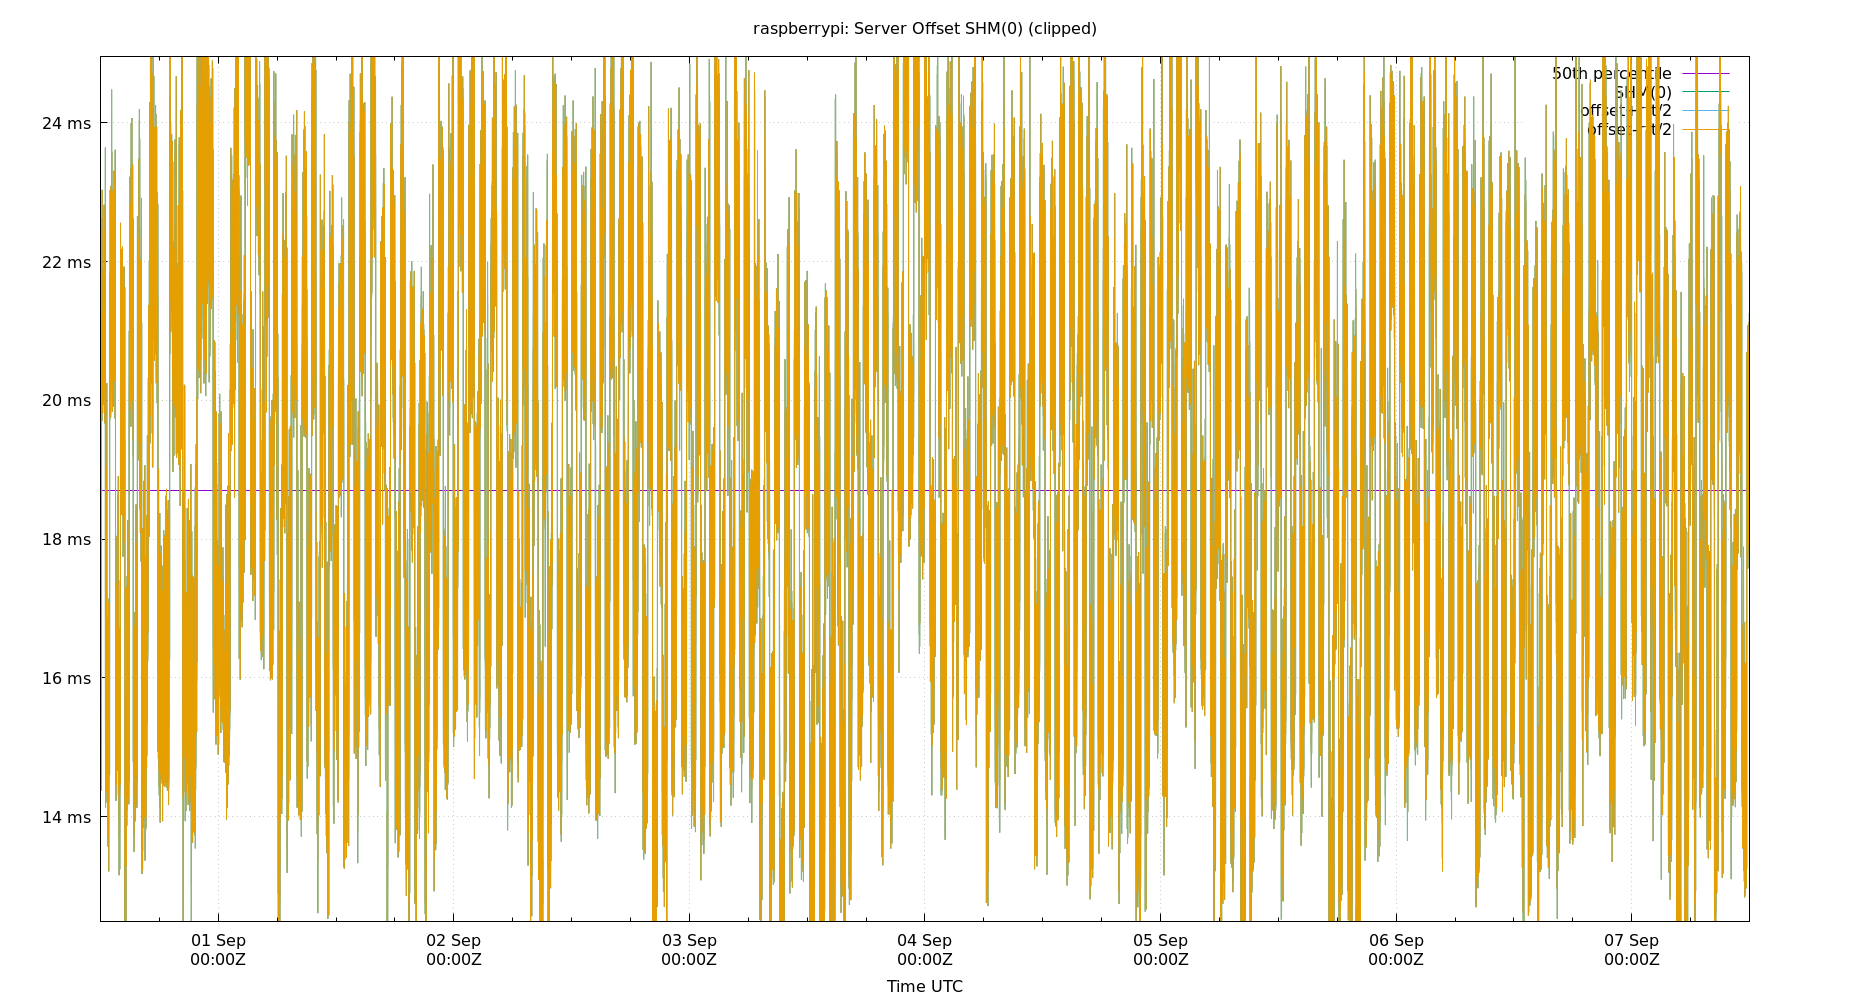 raspberrypi: Server Offset SHM(0) (clipped)
50th percentile
SHM(0)
offset+rtt/2
offset-rtt/2
24 ms
22 ms
20 ms
18 ms
16 ms
14 ms
01 Sep 02 Sep 03 Sep 04 Sep 05 Sep 06 Sep 07 Sep
00:00Z 00:00Z 00:00Z 00:00Z 00:00Z 00:00Z 00:00Z
Time UTC